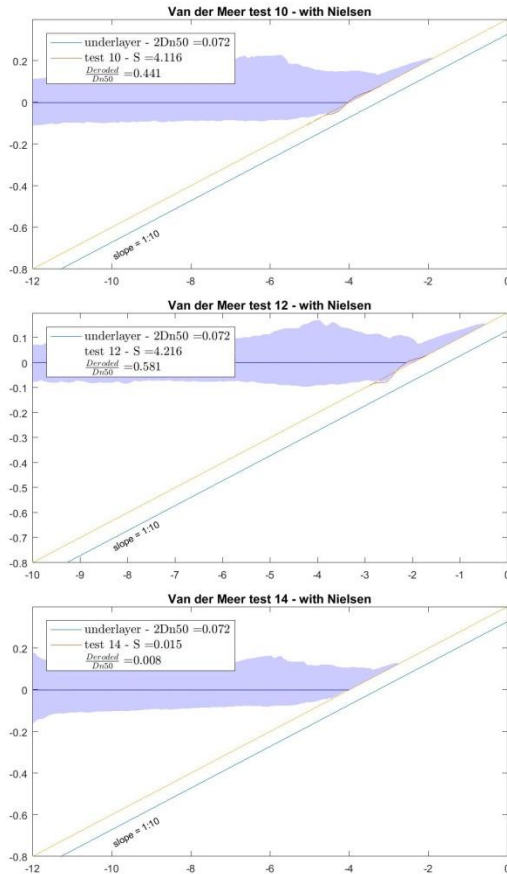 Van der Meer test 10 - with Nielsen
underlayer - 2Dn50 =0.072
test 10 - S =4.116
Deroded/Dn50 =0.441
0.2
0
-0.2
-0.4
-0.6
-0.8
slope = 1:10
-12 -10 -8 -6 -4 -2 0
Van der Meer test 12 - with Nielsen
underlayer - 2Dn50 =0.072
test 12 - S =4.216
Deroded/Dn50 =0.581
0.1
0
-0.1
-0.2
-0.3
-0.4
-0.5
-0.6
-0.7
-0.8
slope = 1:10
-10 -9 -8 -7 -6 -5 -4 -3 -2 -1 0
Van der Meer test 14 - with Nielsen
underlayer - 2Dn50 =0.072
test 14 - S =0.015
Deroded/Dn50 =0.008
0.2
0
-0.2
-0.4
-0.6
-0.8
slope = 1:10
-12 -10 -8 -6 -4 -2 0